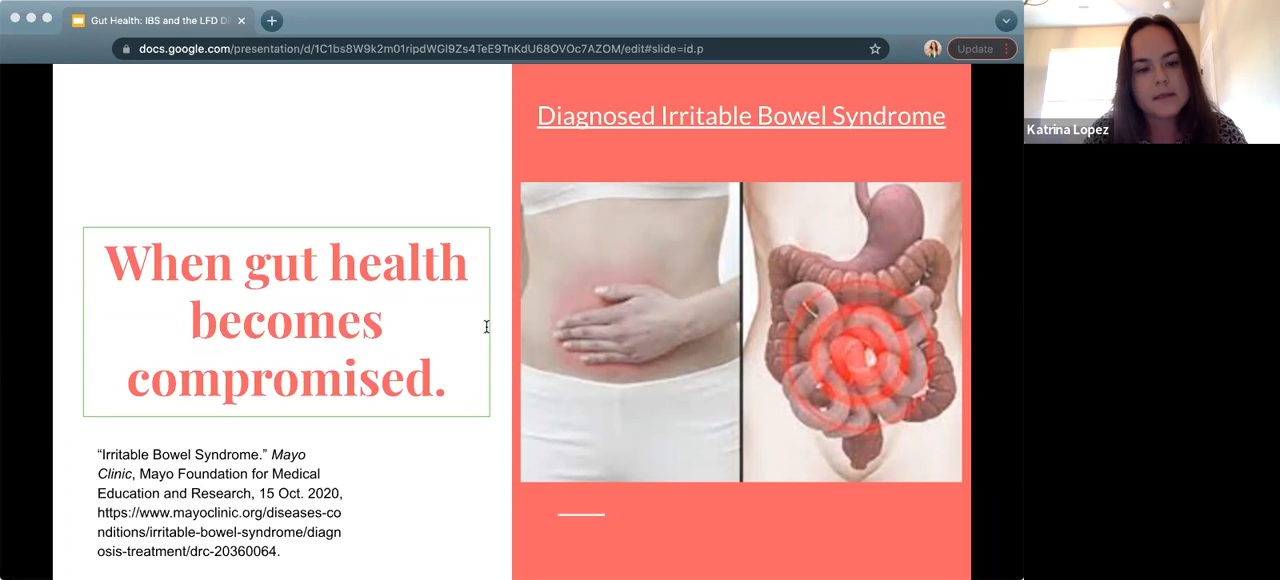 Gut Health: IBS and the LFD
docs.google.com/presentation/d/1C1bs8W9k2m01ripdWGl9Zs4TeE9TnKdU68OVOc7AZOM/edit#slide=id.p
Update
Katrina Lopez
Diagnosed Irritable Bowel Syndrome
When gut health
becomes
compromised.
“Irritable Bowel Syndrome.” Mayo
Clinic, Mayo Foundation for Medical
Education and Research, 15 Oct. 2020,
https://www.mayoclinic.org/diseases-co
nditions/irritable-bowel-syndrome/diagn
osis-treatment/drc-20360064.